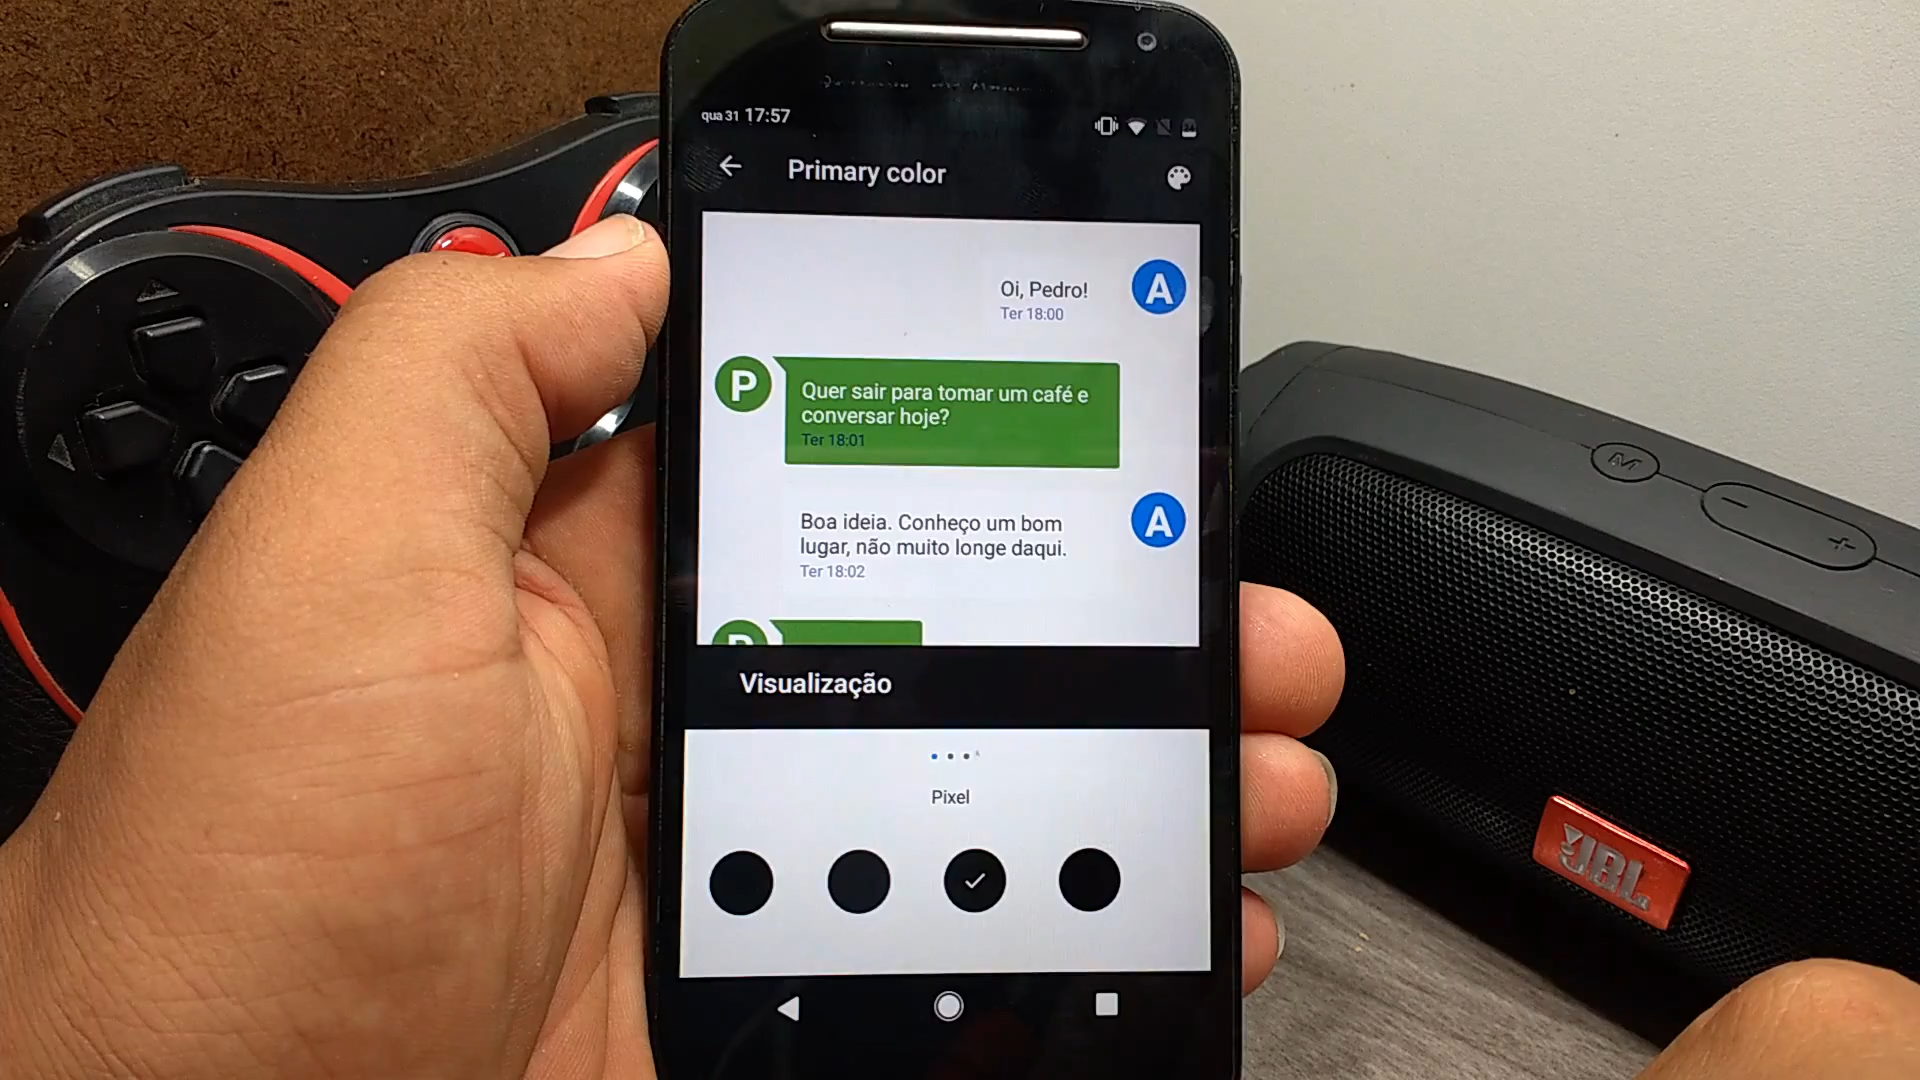 qua 31 17:57
Primary color
Oi, Pedro!
Ter 18:00
A
P
Quer sair para tomar um café e
conversar hoje?
Ter 18:01
Boa ideia. Conheço um bom
lugar, não muito longe daqui.
Ter 18:02
A
P
Visualização
Pixel
M
JBL